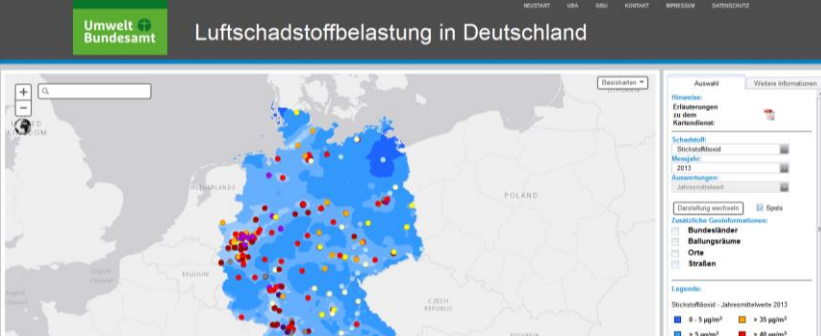 NEUSTART UBA GISU KONTAKT IMPRESSUM DATENSCHUTZ
Umwelt
Bundesamt
Luftschadstoffbelastung in Deutschland
Basiskarten
Auswahl
Weitere Informationen
Hinweise:
Erläuterungen
zu dem
Kartendienst:
Schadstoff:
Stickstoffdioxid
Messjahr:
2013
Auswertungen:
Jahresmittelwert
Darstellung wechseln
Spots
Zusätzliche Geoinformationen:
Bundesländer
Ballungsräume
Orte
Straßen
Legende:
Stickstoffdioxid - Jahresmittelwerte 2013
0 - 5 µg/m³
> 35 µg/m³
> 5 µg/m³
> 40 µg/m³
NETHERLANDS
POLAND
BELGIUM
CZECH
REPUBLIC